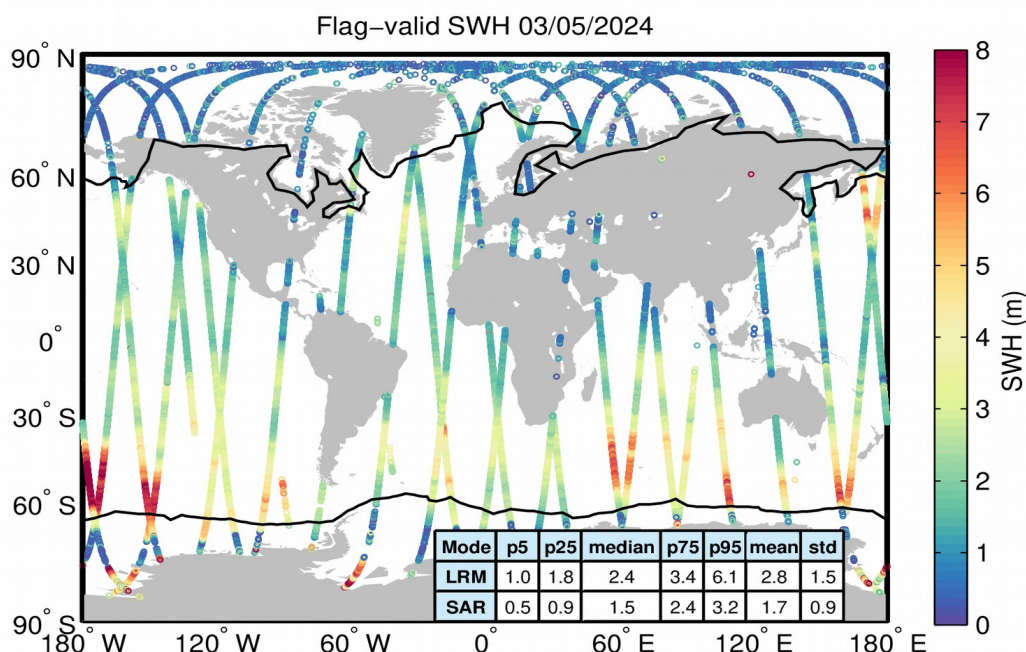 Flag−valid SWH 03/05/2024
90° N
60° N
30° N
0°
30° S
60° S
90° S
180° W 120° W 60° W 0° 60° E 120° E 180° E
8
7
6
5
4
3
2
1
0
SWH (m)
Mode p5 p25 median p75 p95 mean std
LRM 1.0 1.8 2.4 3.4 6.1 2.8 1.5
SAR 0.5 0.9 1.5 2.4 3.2 1.7 0.9